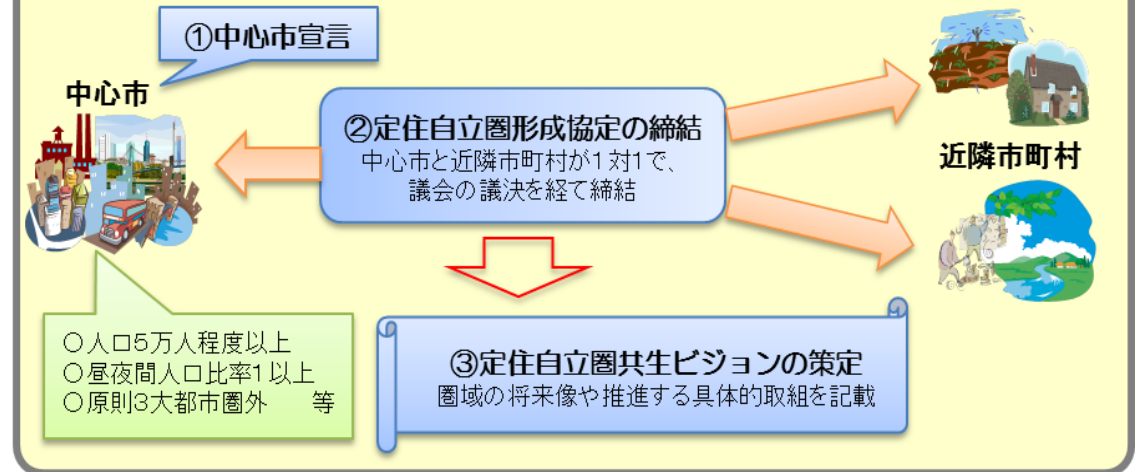 ①中心市宣言
中心市
②定住自立圏形成協定の締結
中心市と近隣市町村が1対1で、
議会の議決を経て締結
近隣市町村
○人口5万人程度以上
○昼夜間人口比率1以上
○原則3大都市圏外　等
③定住自立圏共生ビジョンの策定
圏域の将来像や推進する具体的取組を記載